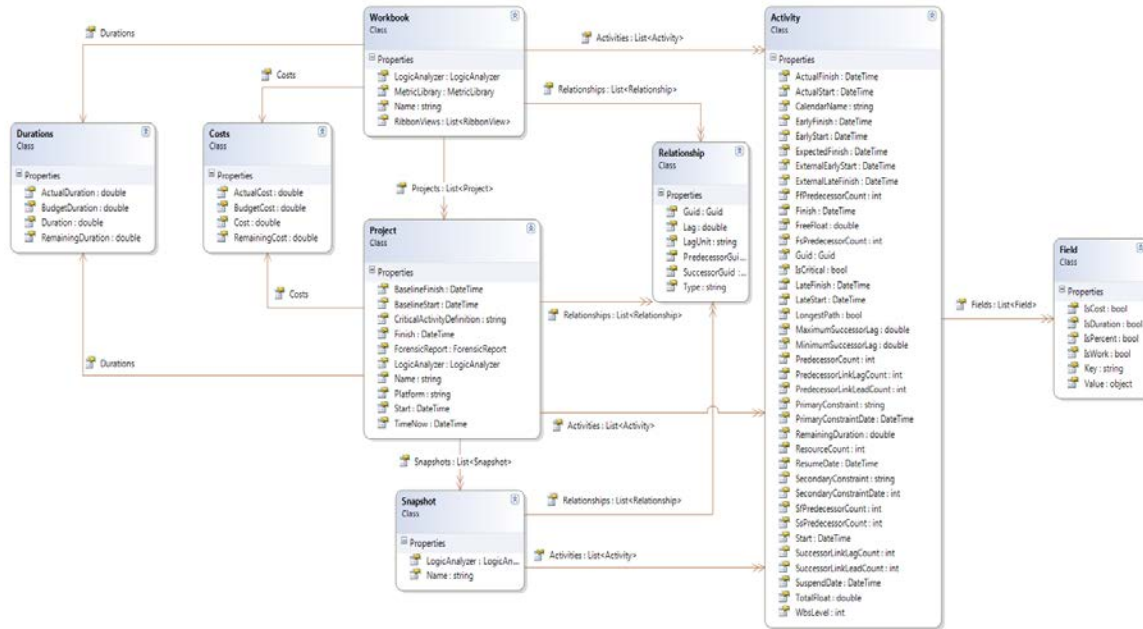 Workbook
Class
Properties
LogicAnalyzer : LogicAnalyzer
MetricLibrary : MetricLibrary
Name : string
RibbonViews : List<RibbonView>
Durations
Costs
Activities : List<Activity>
Relationships : List<Relationship>
Projects : List<Project>
Durations
Class
Properties
ActualDuration : double
BudgetDuration : double
Duration : double
RemainingDuration : double
Costs
Class
Properties
ActualCost : double
BudgetCost : double
Cost : double
RemainingCost : double
Relationship
Class
Properties
Guid : Guid
Lag : double
LagUnit : string
PredecessorGui...
SuccessorGuid :...
Type : string
Project
Class
Properties
BaselineFinish : DateTime
BaselineStart : DateTime
CriticalActivityDefinition : string
Finish : DateTime
ForensicReport : ForensicReport
LogicAnalyzer : LogicAnalyzer
Name : string
Platform : string
Start : DateTime
TimeNow : DateTime
Costs
Durations
Relationships : List<Relationship>
Activities : List<Activity>
Snapshots : List<Snapshot>
Snapshot
Class
Properties
LogicAnalyzer : LogicAn...
Name : string
Relationships : List<Relationship>
Activities : List<Activity>
Activity
Class
Properties
ActualFinish : DateTime
ActualStart : DateTime
CalendarName : string
EarlyFinish : DateTime
EarlyStart : DateTime
ExpectedFinish : DateTime
ExternalEarlyStart : DateTime
ExternalLateFinish : DateTime
FfPredecessorCount : int
Finish : DateTime
FreeFloat : double
FsPredecessorCount : int
Guid : Guid
IsCritical : bool
LateFinish : DateTime
LateStart : DateTime
LongestPath : bool
MaximumSuccessorLag : double
MinimumSuccessorLag : double
PredecessorCount : int
PredecessorLinkLagCount : int
PredecessorLinkLeadCount : int
PrimaryConstraint : string
PrimaryConstraintDate : DateTime
RemainingDuration : double
ResourceCount : int
ResumeDate : DateTime
SecondaryConstraint : string
SecondaryConstraintDate : int
SfPredecessorCount : int
SsPredecessorCount : int
Start : DateTime
SuccessorLinkLagCount : int
SuccessorLinkLeadCount : int
SuspendDate : DateTime
TotalFloat : double
WbsLevel : int
Fields : List<Field>
Field
Class
Properties
IsCost : bool
IsDuration : bool
IsPercent : bool
IsWork : bool
Key : string
Value : object